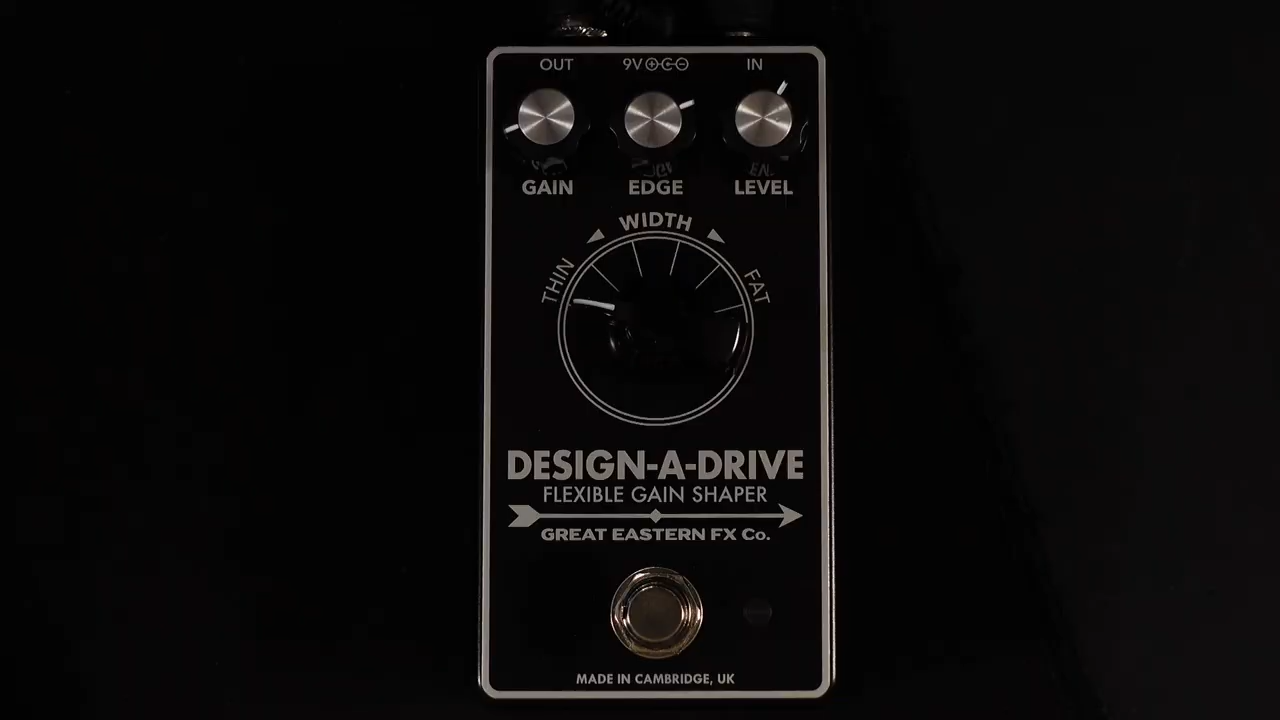 OUT 9V IN
GAIN EDGE LEVEL
WIDTH
THIN FAT
DESIGN-A-DRIVE
FLEXIBLE GAIN SHAPER
GREAT EASTERN FX Co.
MADE IN CAMBRIDGE, UK